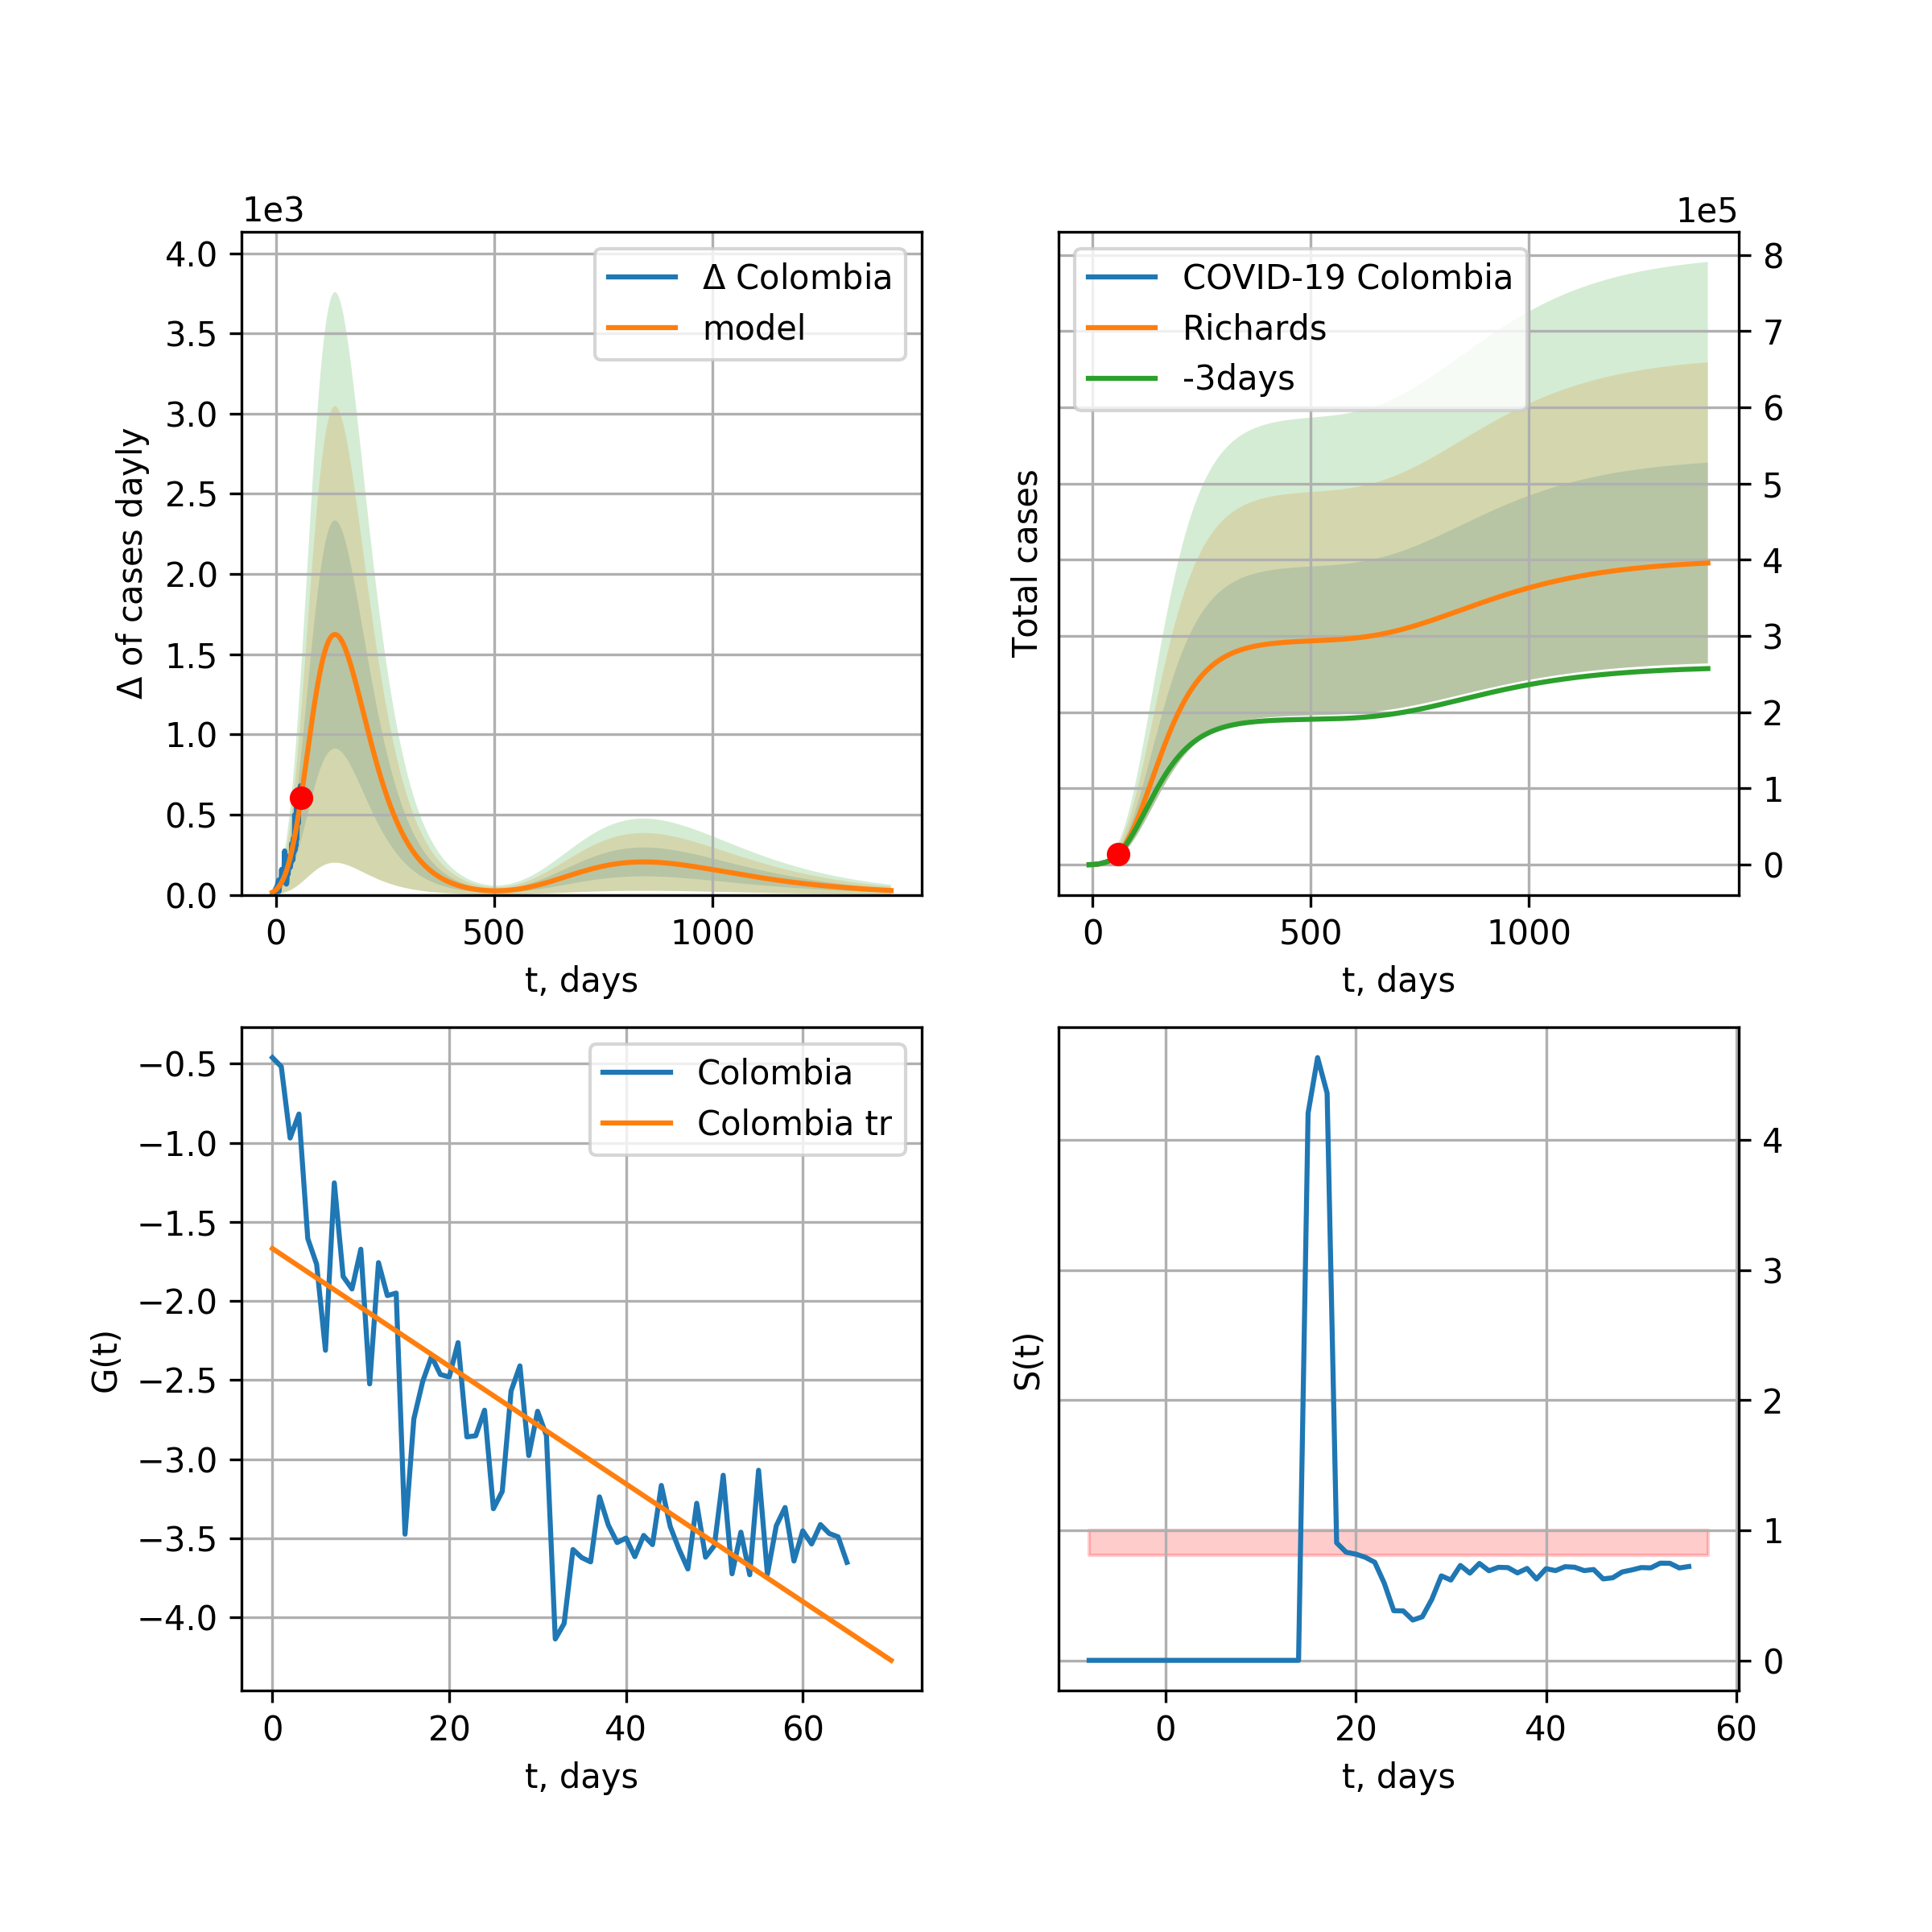 1e3
4.0
3.5
3.0
2.5
2.0
1.5
1.0
0.5
0.0
Δ of cases dayly
Δ Colombia
model
0 500 1000
t, days
1e5
8
7
6
5
4
3
2
1
0
Total cases
COVID-19 Colombia
Richards
-3days
0 500 1000
t, days
−0.5
−1.0
−1.5
−2.0
−2.5
−3.0
−3.5
−4.0
G(t)
Colombia
Colombia tr
0 20 40 60
t, days
S(t)
4
3
2
1
0
0 20 40 60
t, days